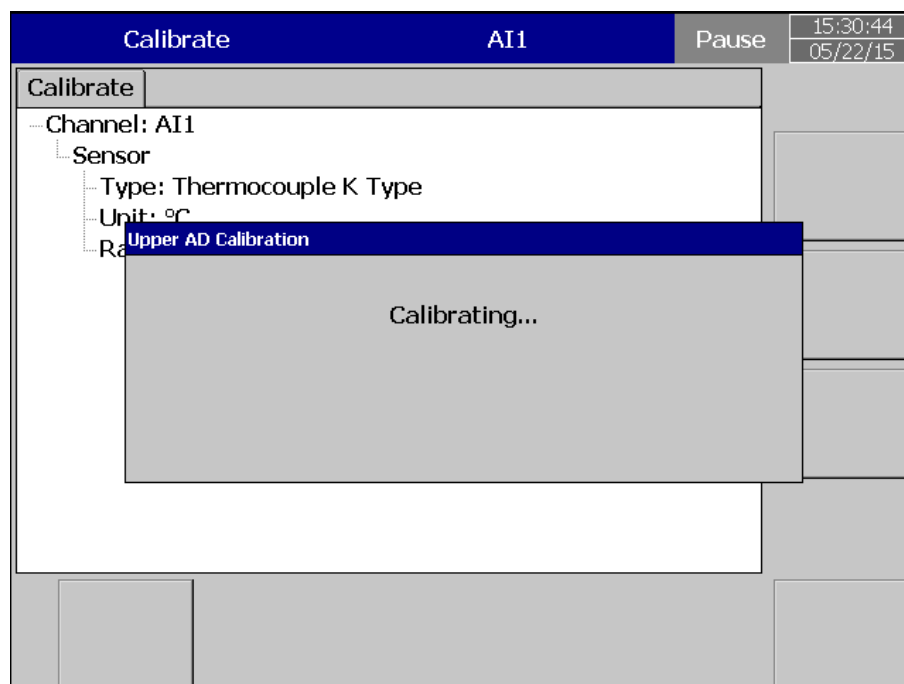 Calibrate AI1 Pause 15:30:44
05/22/15
Calibrate
Channel: AI1
Sensor
Type: Thermocouple K Type
Unit: °C
Ra
Upper AD Calibration
Calibrating...